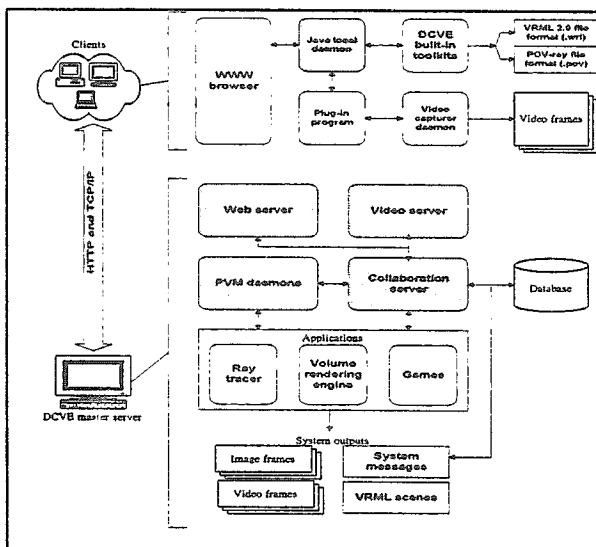 Clients
WWW
browser
Java local
daemon
DCVE
built-in
toolkits
VRML 2.0 file
format (.wrl)
POV-ray file
format (.pov)
Plug-in
program
Video
capturer
daemon
Video frames
HTTP and TCP/IP
Web server
Video server
PVM daemons
Collaboration
server
Database
Applications
Ray
tracer
Volume
rendering
engine
Games
DCVE master server
System outputs
Image frames
System
messages
Video frames
VRML scenes